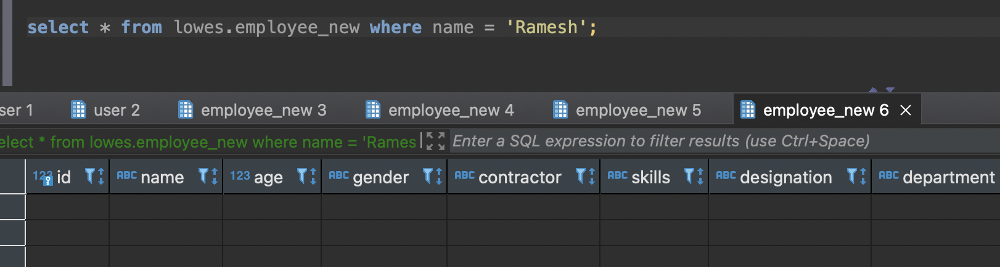 select * from lowes.employee_new where name = 'Ramesh';
ser 1 user 2 employee_new 3 employee_new 4 employee_new 5 employee_new 6
elect * from lowes.employee_new where name = 'Rames Enter a SQL expression to filter results (use Ctrl+Space)
123 id ABC name 123 age ABC gender ABC contractor ABC skills ABC designation ABC department